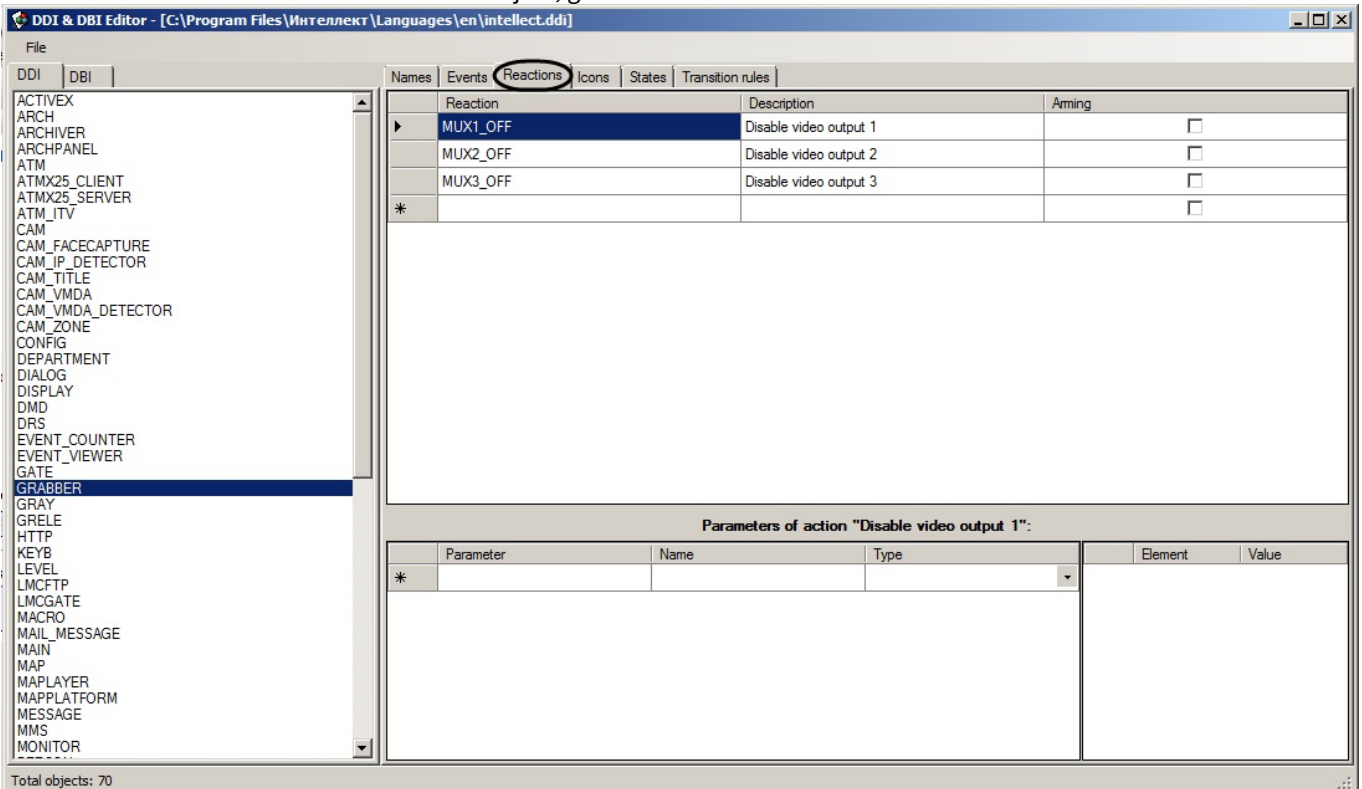 DDI & DBI Editor - [C:\Program Files\Интеллект\Languages\en\intellect.ddi]
File
DDI DBI
Names Events Reactions Icons States Transition rules
ACTIVEX
ARCH
ARCHIVER
ARCHPANEL
ATM
ATMX25_CLIENT
ATMX25_SERVER
ATM_ITV
CAM
CAM_FACECAPTURE
CAM_IP_DETECTOR
CAM_TITLE
CAM_VMDA
CAM_VMDA_DETECTOR
CAM_ZONE
CONFIG
DEPARTMENT
DIALOG
DISPLAY
DMD
DRS
EVENT_COUNTER
EVENT_VIEWER
GATE
GRABBER
GRAY
GRELE
HTTP
KEYB
LEVEL
LMCFTP
LMCGATE
MACRO
MAIL_MESSAGE
MAIN
MAP
MAPLAYER
MAPPLATFORM
MESSAGE
MMS
MONITOR
Reaction Description Arming
MUX1_OFF Disable video output 1
MUX2_OFF Disable video output 2
MUX3_OFF Disable video output 3
*
Parameters of action "Disable video output 1":
Parameter Name Type Element Value
*
Total objects: 70